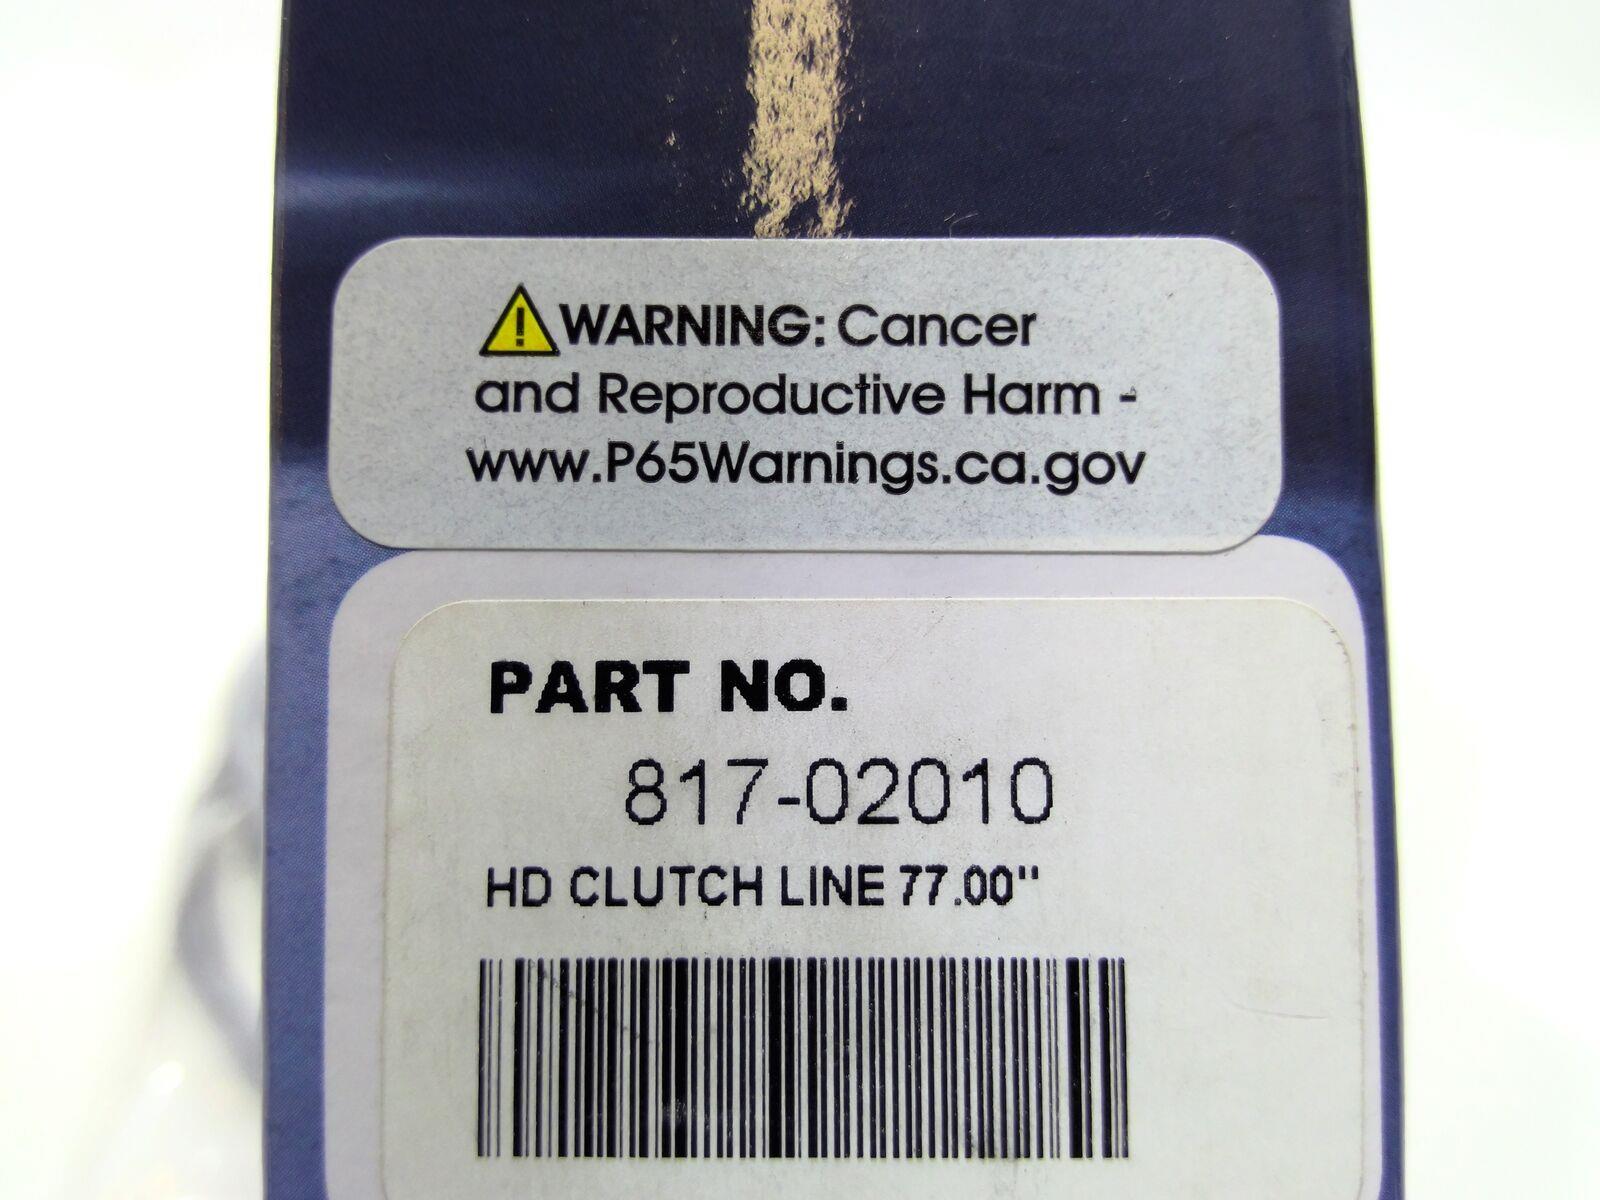 WARNING: Cancer
and Reproductive Harm -
www.P65Warnings.ca.gov
PART NO.
817-02010
HD CLUTCH LINE 77.00"